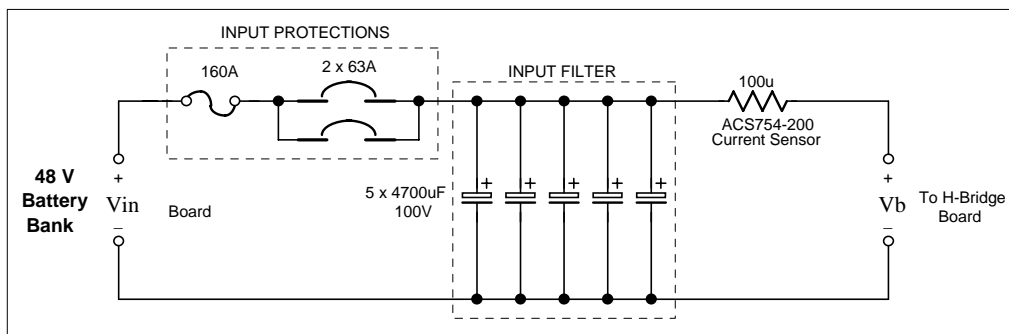 INPUT PROTECTIONS
160A
2 x 63A
INPUT FILTER
100u
ACS754-200
Current Sensor
48 V
Battery
Bank
+
Vin
−
Board
5 x 4700uF
100V
+
+
+
+
+
+
Vb
−
To H-Bridge
Board